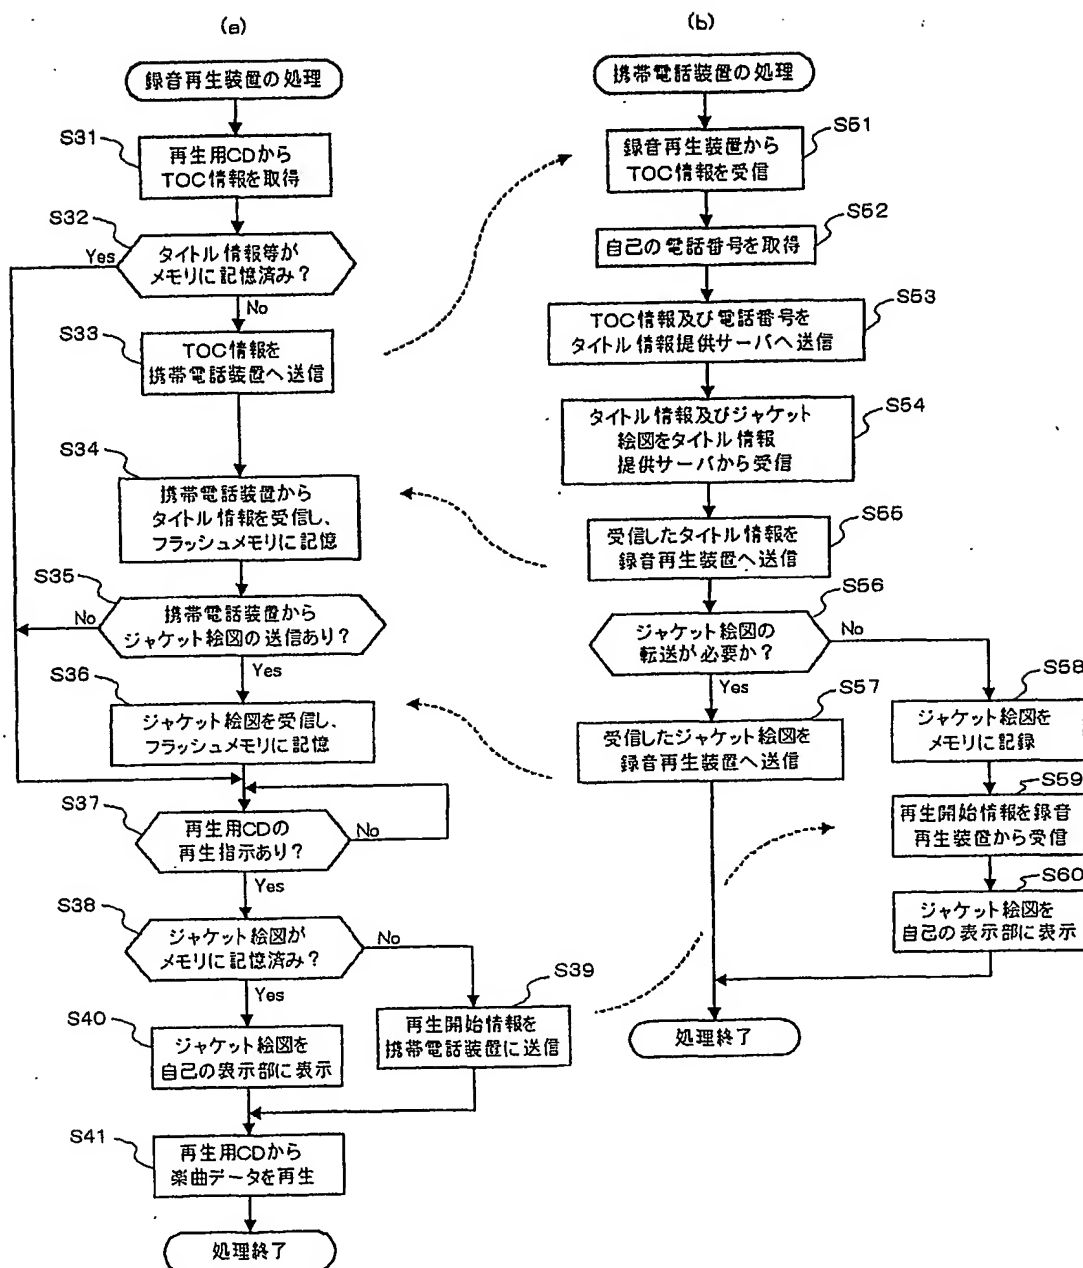 (a)
録音再生装置の処理
S31
再生用CDから
TOC情報を取得
S32
タイトル情報等が
メモリに記憶済み？
Yes
No
S33
TOC情報を
携帯電話装置へ送信
S34
携帯電話装置から
タイトル情報を受信し、
フラッシュメモリに記憶
S35
携帯電話装置から
ジャケット絵図の送信あり？
No
Yes
S36
ジャケット絵図を受信し、
フラッシュメモリに記憶
S37
再生用CDの
再生指示あり？
No
Yes
S38
ジャケット絵図が
メモリに記憶済み？
No
Yes
S39
再生開始情報を
携帯電話装置に送信
S40
ジャケット絵図を
自己の表示部に表示
S41
再生用CDから
楽曲データを再生
処理終了
(b)
携帯電話装置の処理
S51
録音再生装置から
TOC情報を受信
S52
自己の電話番号を取得
S53
TOC情報及び電話番号を
タイトル情報提供サーバへ送信
S54
タイトル情報及びジャケット
絵図をタイトル情報
提供サーバから受信
S55
受信したタイトル情報を
録音再生装置へ送信
S56
ジャケット絵図の
転送が必要か？
No
Yes
S57
受信したジャケット絵図を
録音再生装置へ送信
S58
ジャケット絵図を
メモリに記録
S59
再生開始情報を録音
再生装置から受信
S60
ジャケット絵図を
自己の表示部に表示
処理終了